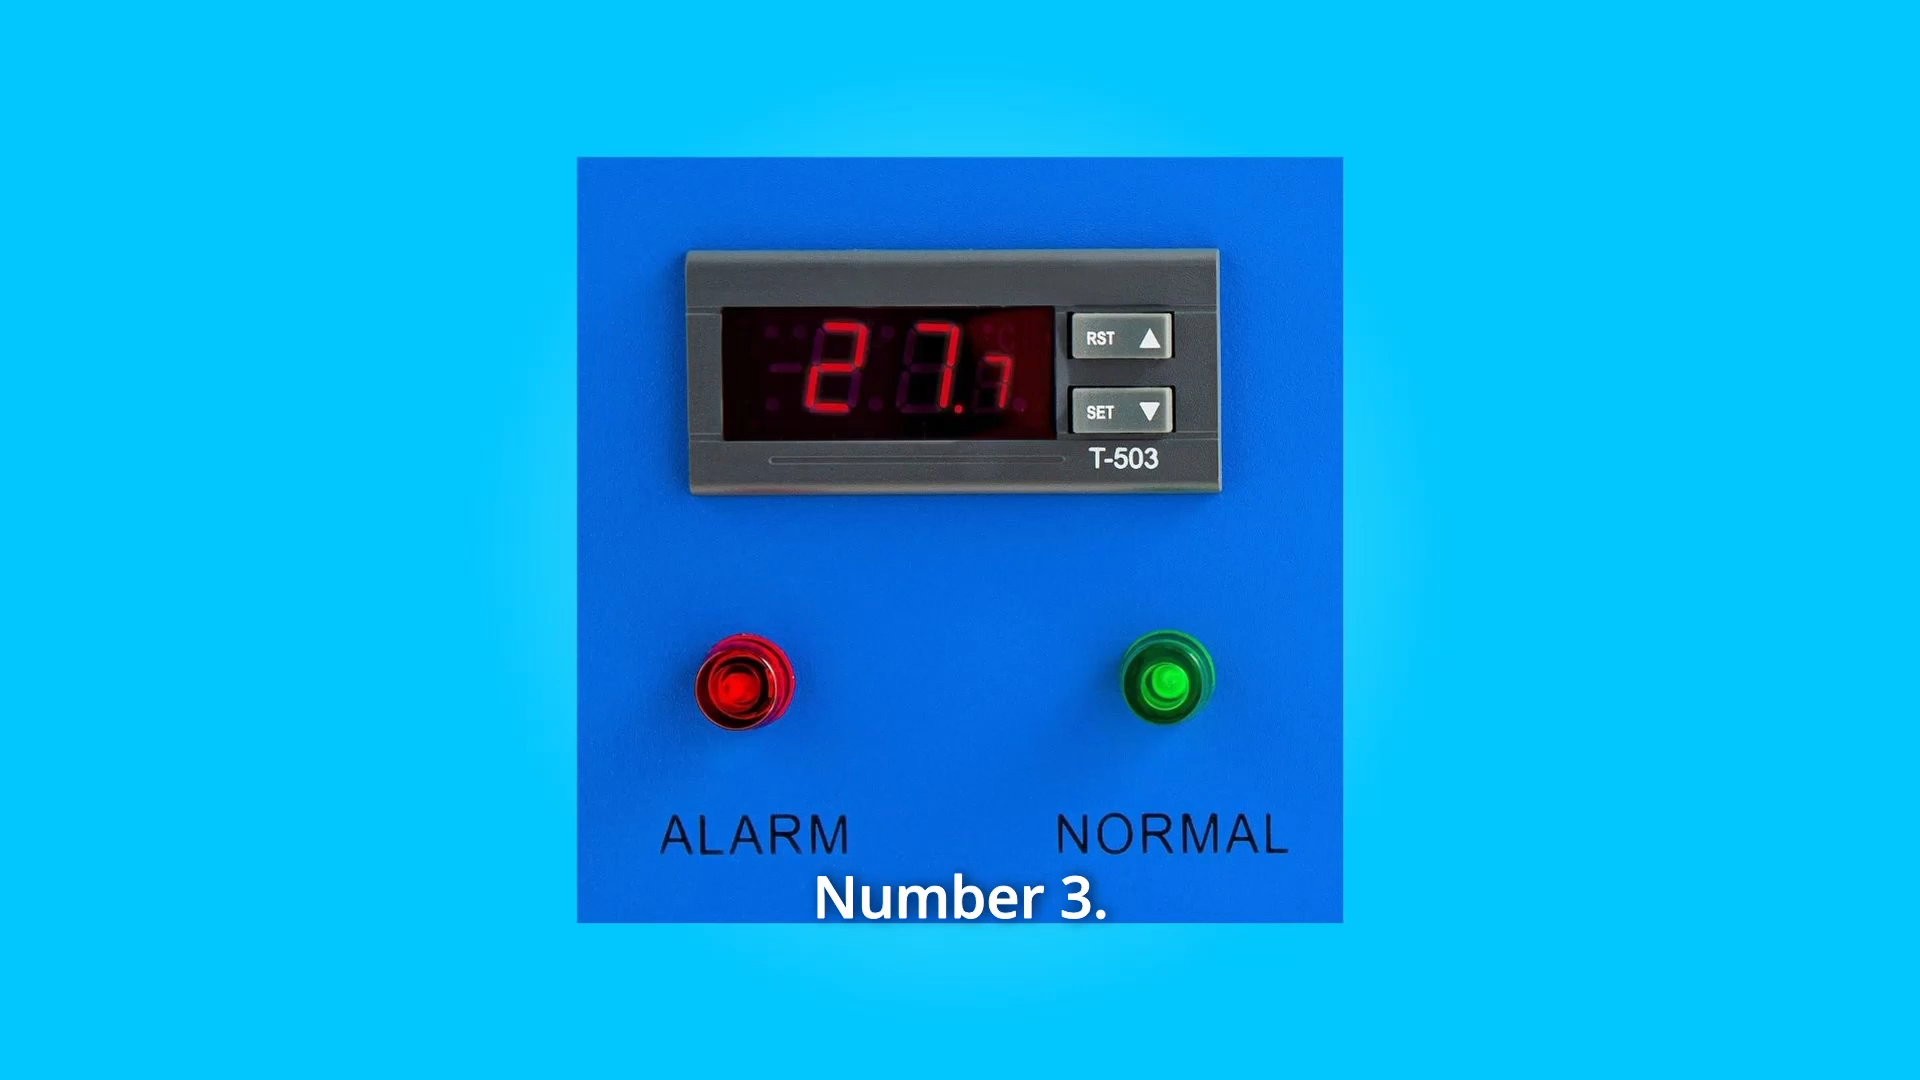 27.7
RST ▲
SET ▼
T-503
ALARM
NORMAL
Number 3.